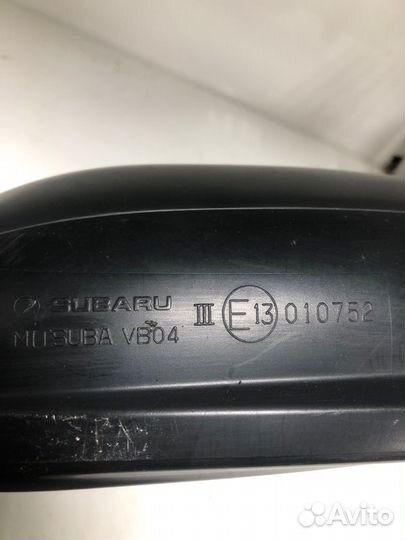 SUBARU III E13 010752
MITSUBA VB04
Avito